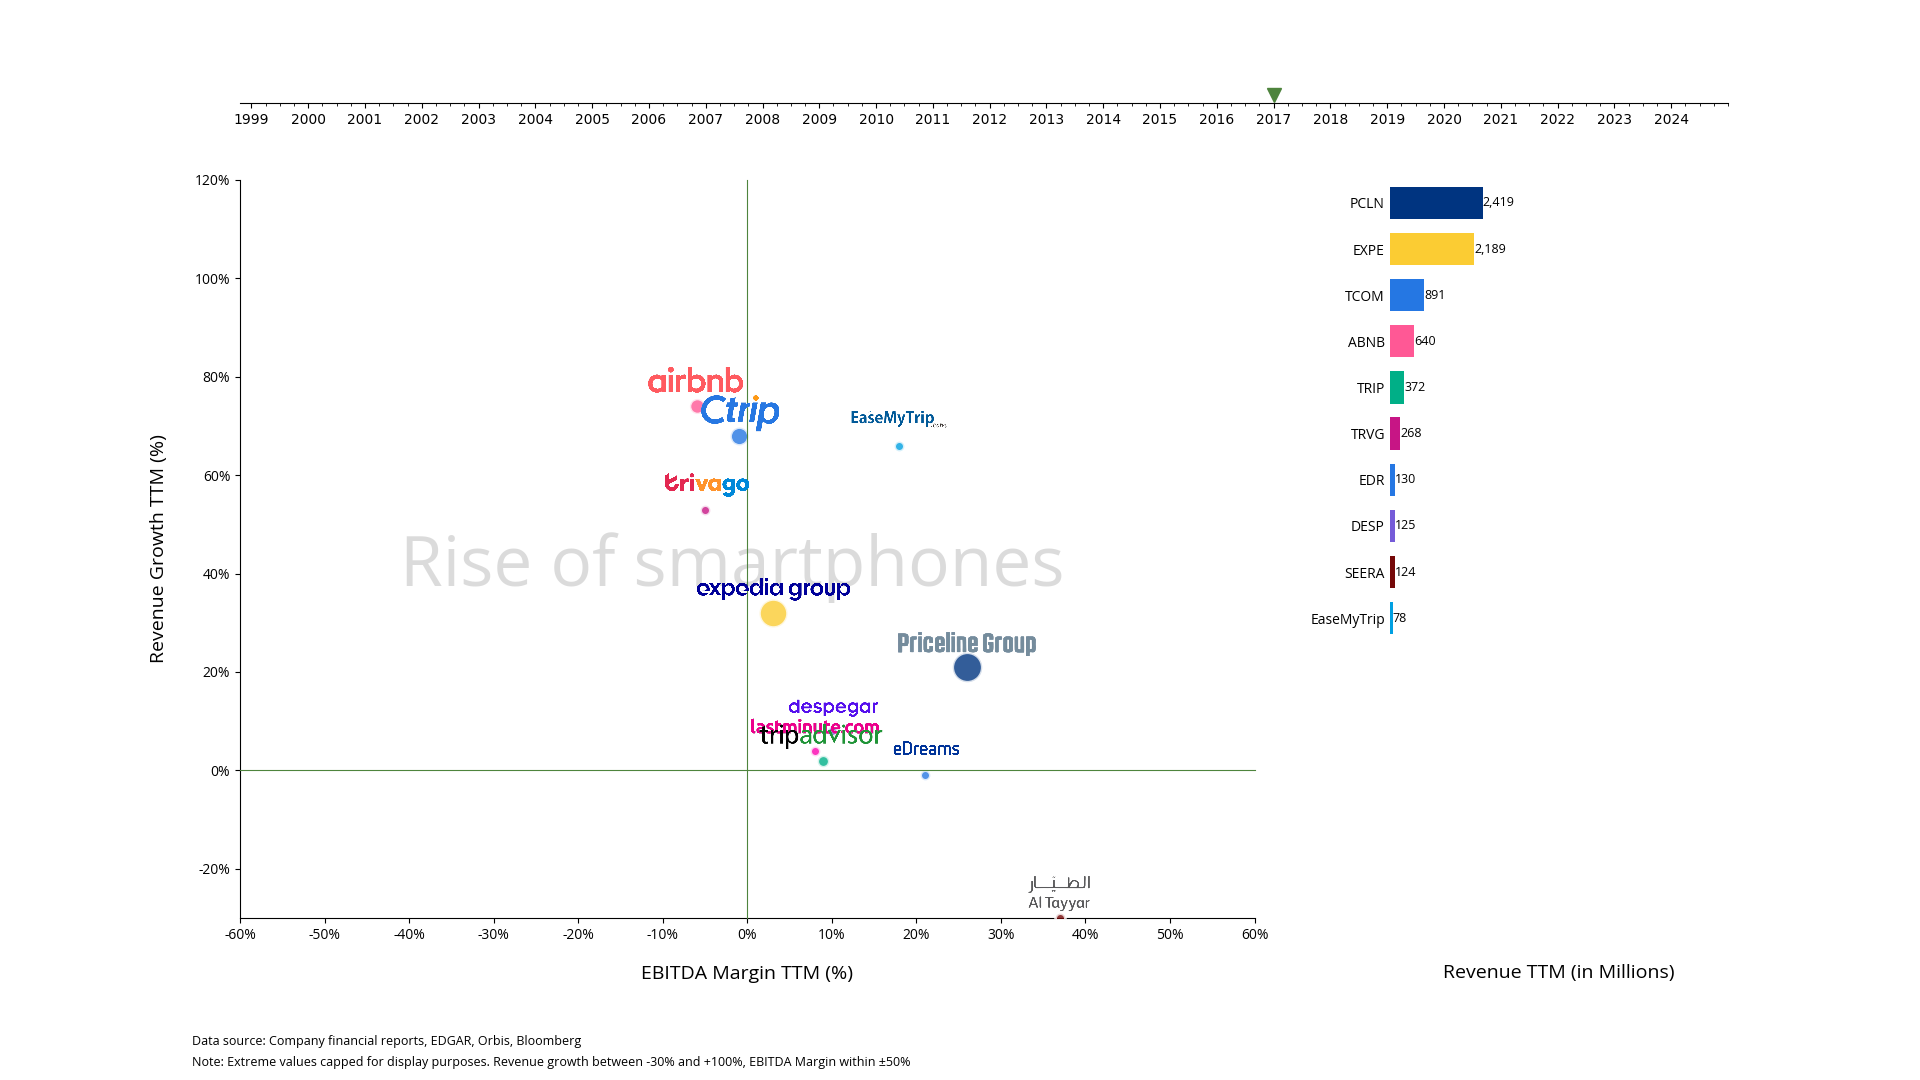 1999 2000 2001 2002 2003 2004 2005 2006 2007 2008 2009 2010 2011 2012 2013 2014 2015 2016 2017 2018 2019 2020 2021 2022 2023 2024
Revenue Growth TTM (%)
120%
100%
80%
60%
40%
20%
0%
-20%
airbnb
Ctrip
EaseMyTrip
trivago
Rise of smartphones
expedia group
Priceline Group
despegar
lastminute.com
tripadvisor
eDreams
الطيّار
Al Tayyar
-60% -50% -40% -30% -20% -10% 0% 10% 20% 30% 40% 50% 60%
EBITDA Margin TTM (%)
PCLN 2,419
EXPE 2,189
TCOM 891
ABNB 640
TRIP 372
TRVG 268
EDR 130
DESP 125
SEERA 124
EaseMyTrip 78
Revenue TTM (in Millions)
Data source: Company financial reports, EDGAR, Orbis, Bloomberg
Note: Extreme values capped for display purposes. Revenue growth between -30% and +100%, EBITDA Margin within ±50%